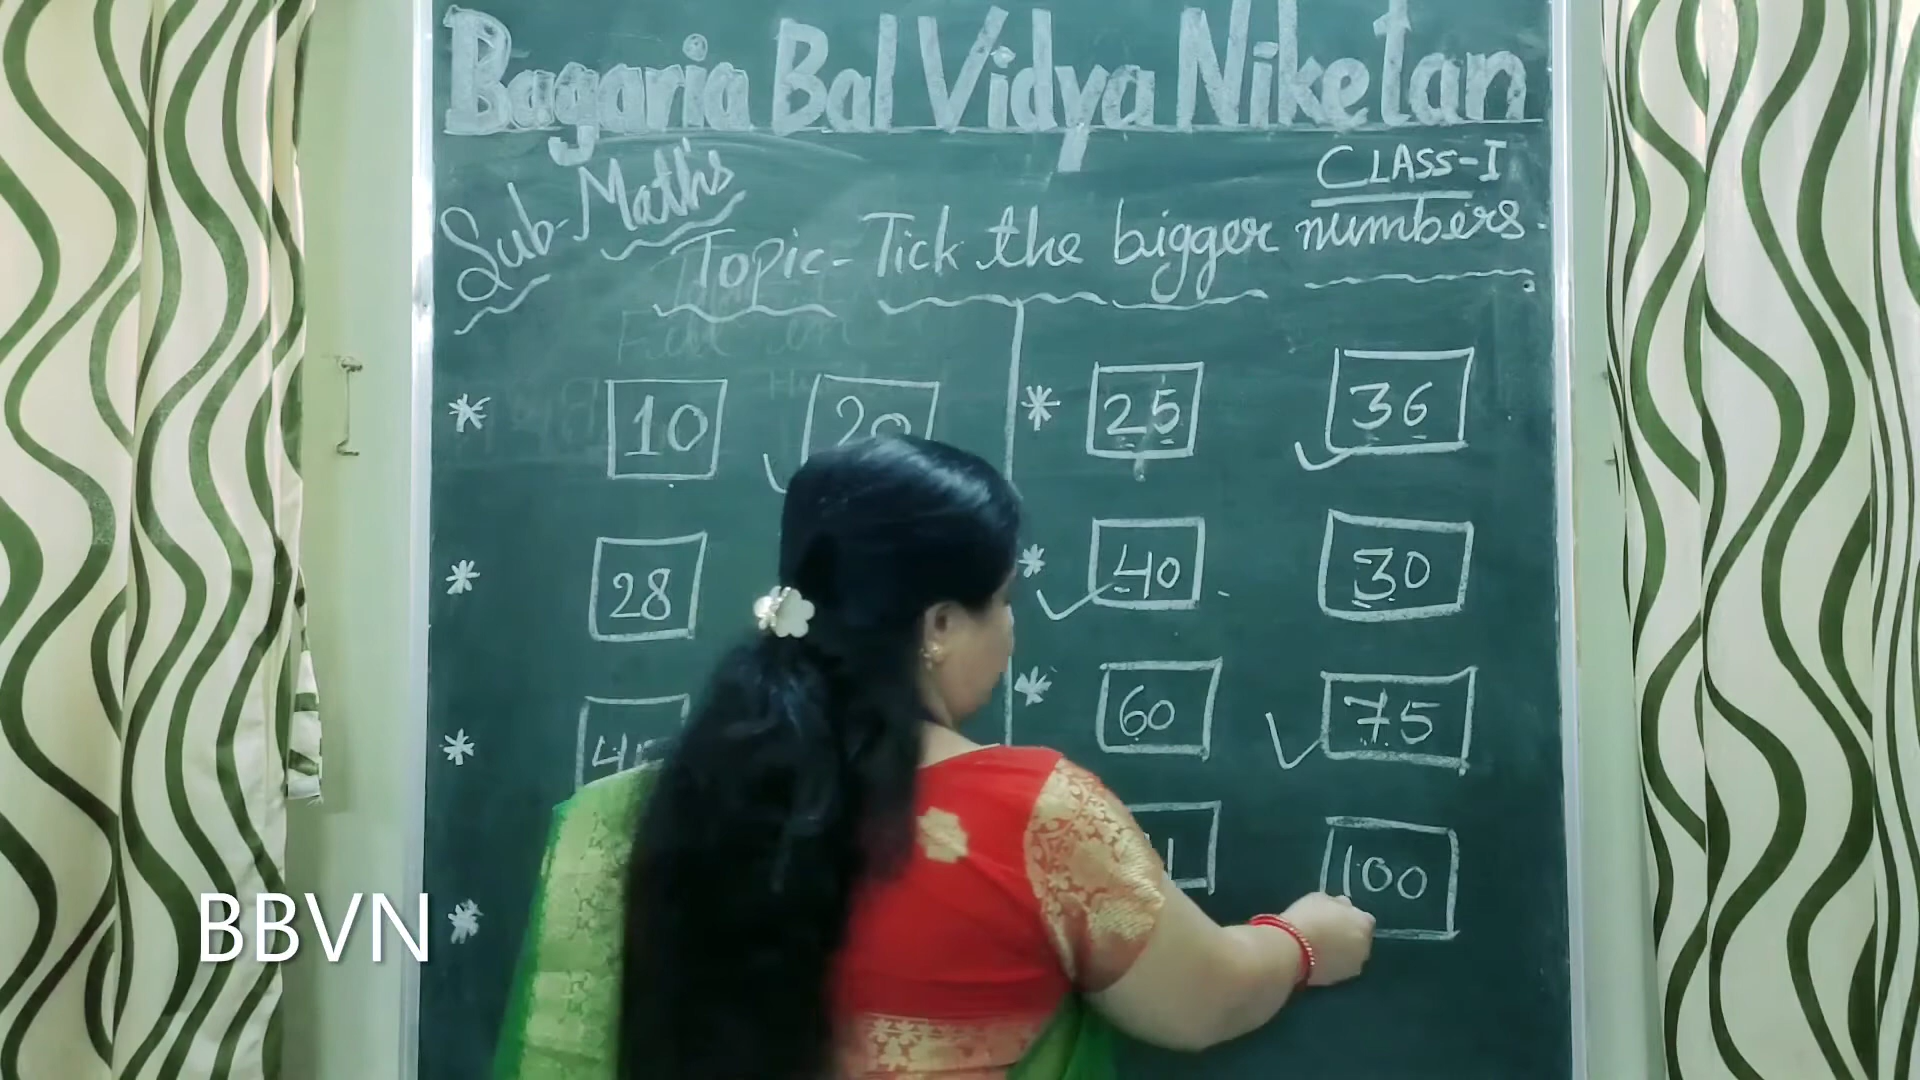 Bagaria Bal Vidya Niketan
CLASS-I
Sub-Maths
Topic-Tick the bigger numbers.
* 10 20
* 25 36
* 28
* 40 30
*
* 60 75
*
100
BBVN